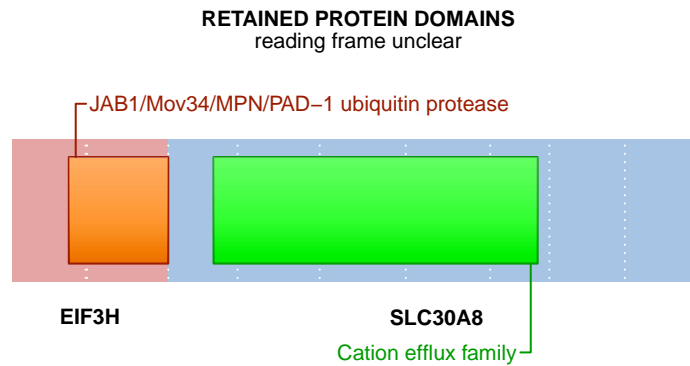 RETAINED PROTEIN DOMAINS
reading frame unclear
JAB1/Mov34/MPN/PAD−1 ubiquitin protease
EIF3H
SLC30A8
Cation efflux family